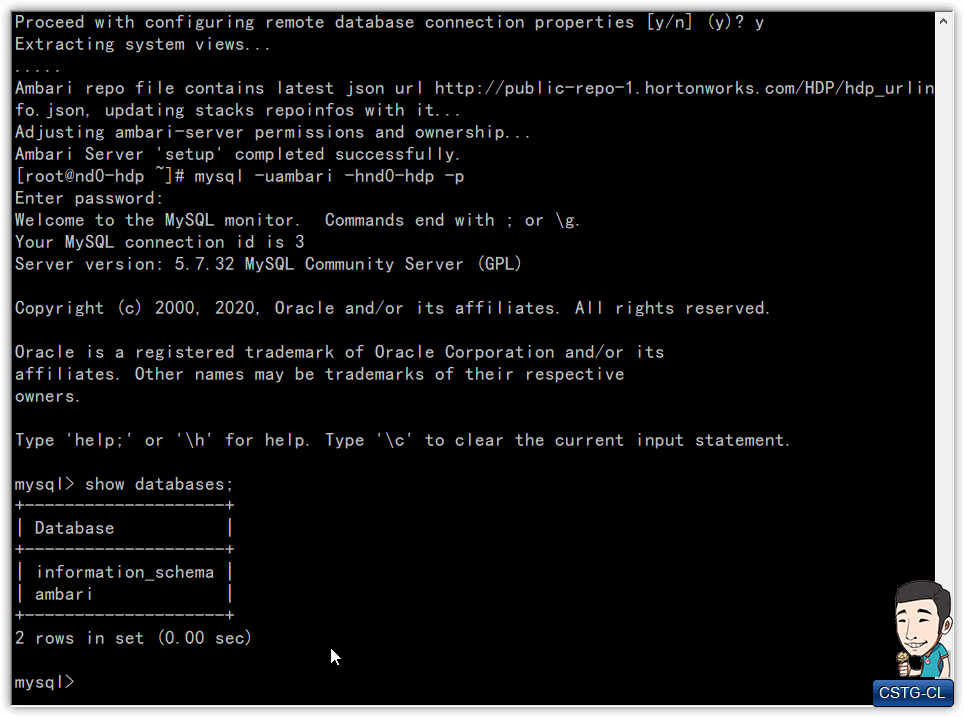 Proceed with configuring remote database connection properties [y/n] (y)? y
Extracting system views...
.....
Ambari repo file contains latest json url http://public-repo-1.hortonworks.com/HDP/hdp_urlin
fo.json, updating stacks repoinfos with it...
Adjusting ambari-server permissions and ownership...
Ambari Server 'setup' completed successfully.
[root@nd0-hdp ~]# mysql -uambari -hnd0-hdp -p
Enter password:
Welcome to the MySQL monitor.  Commands end with ; or \g.
Your MySQL connection id is 3
Server version: 5.7.32 MySQL Community Server (GPL)
Copyright (c) 2000, 2020, Oracle and/or its affiliates. All rights reserved.
Oracle is a registered trademark of Oracle Corporation and/or its
affiliates. Other names may be trademarks of their respective
owners.
Type 'help;' or '\h' for help. Type '\c' to clear the current input statement.
mysql> show databases;
+--------------------+
| Database           |
+--------------------+
| information_schema |
| ambari             |
+--------------------+
2 rows in set (0.00 sec)
mysql>
CSTG-CL